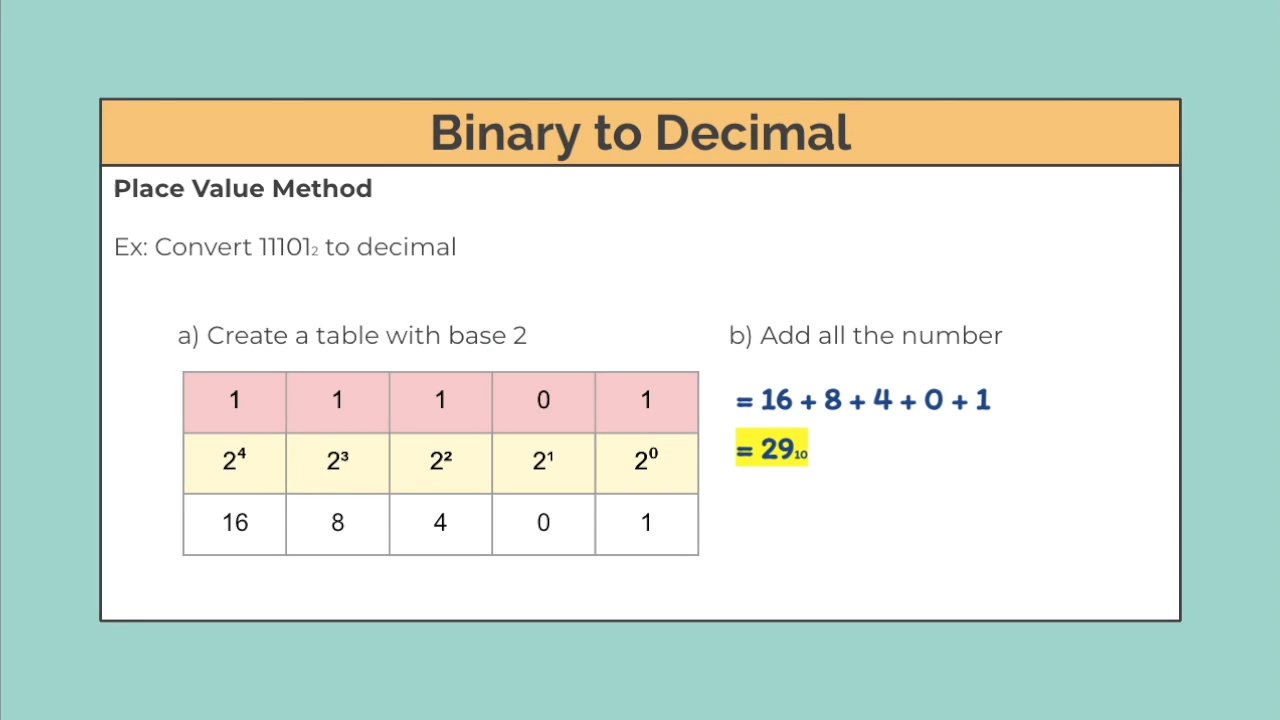 Binary to Decimal
Place Value Method
Ex: Convert 11101₂ to decimal
a) Create a table with base 2
1 1 1 0 1
2⁴ 2³ 2² 2¹ 2⁰
16 8 4 0 1
b) Add all the number
= 16 + 8 + 4 + 0 + 1
= 29₁₀